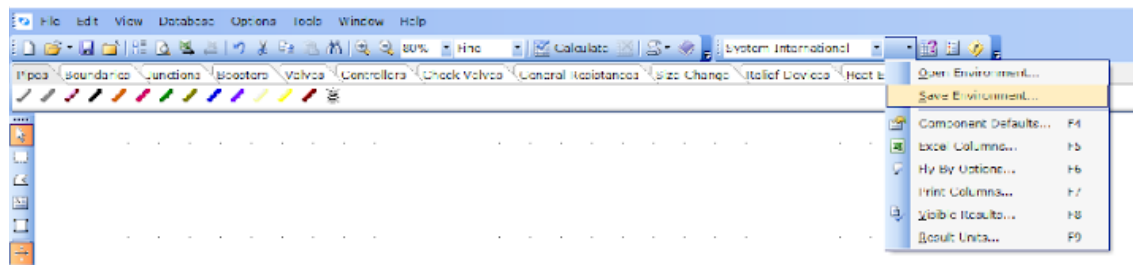 File Edit View Database Options Tools Window Help
80% Fine Calculate System International
Pipes Boundaries Junctions Boosters Valves Controllers Check Valves General Resistances Size Change Relief Devices Heat E
Open Environment...
Save Environment...
Component Defaults... F4
Excel Columns... F5
Fly By Options... F6
Print Columns... F7
Visible Results... F8
Result Units... F9